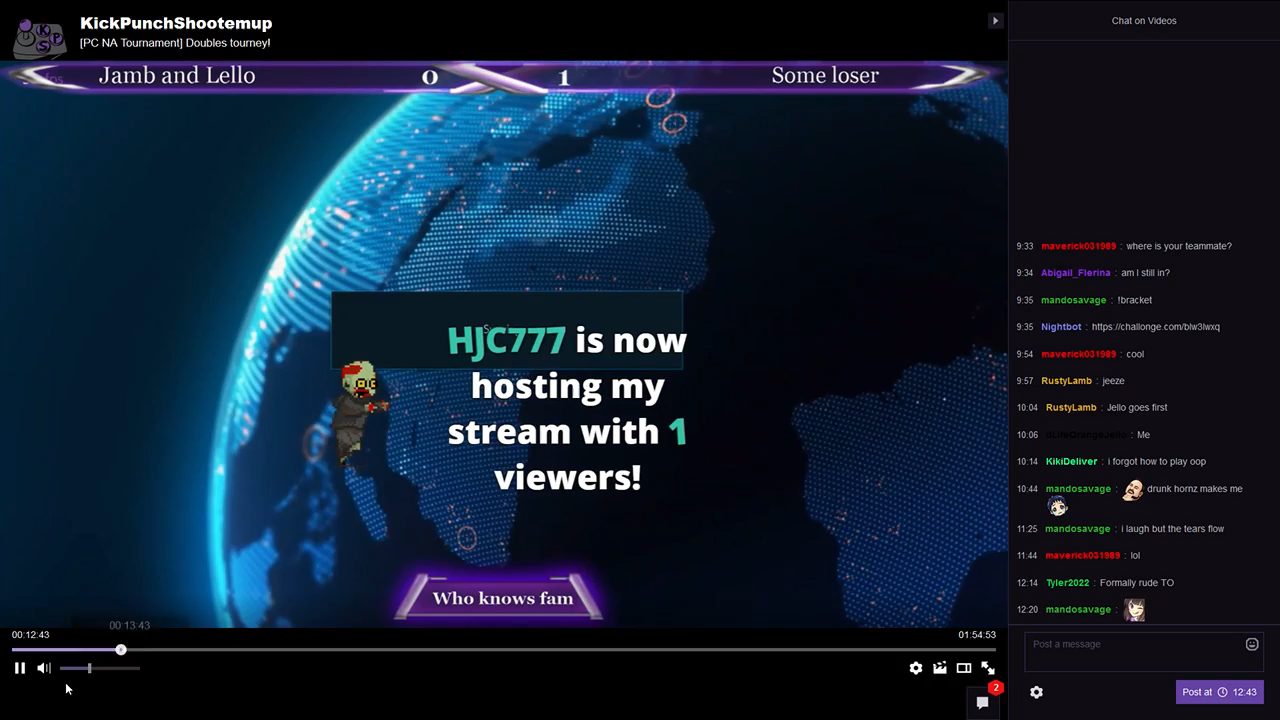 KickPunchShootemup
[PC NA Tournament] Doubles tourney!
Jamb and Lello 0 1 Some loser
HJC777 is now
hosting my
stream with 1
viewers!
Who knows fam
00:13:43
00:12:43
01:54:53
Chat on Videos
9:33 maverick031989 : where is your teammate?
9:34 Abigail_Fierina : am I still in?
9:35 mandosavage : !bracket
9:35 Nightbot : https://challonge.com/blw3lwxq
9:54 maverick031989 : cool
9:57 RustyLamb : jeeze
10:04 RustyLamb : Jello goes first
10:06 : Me
10:14 KikiDeliver : i forgot how to play oop
10:44 mandosavage : drunk hornz makes me
11:25 mandosavage : i laugh but the tears flow
11:44 maverick031989 : lol
12:14 Tyler2022 : Formally rude TO
12:20 mandosavage :
Post a message
2
Post at 12:43